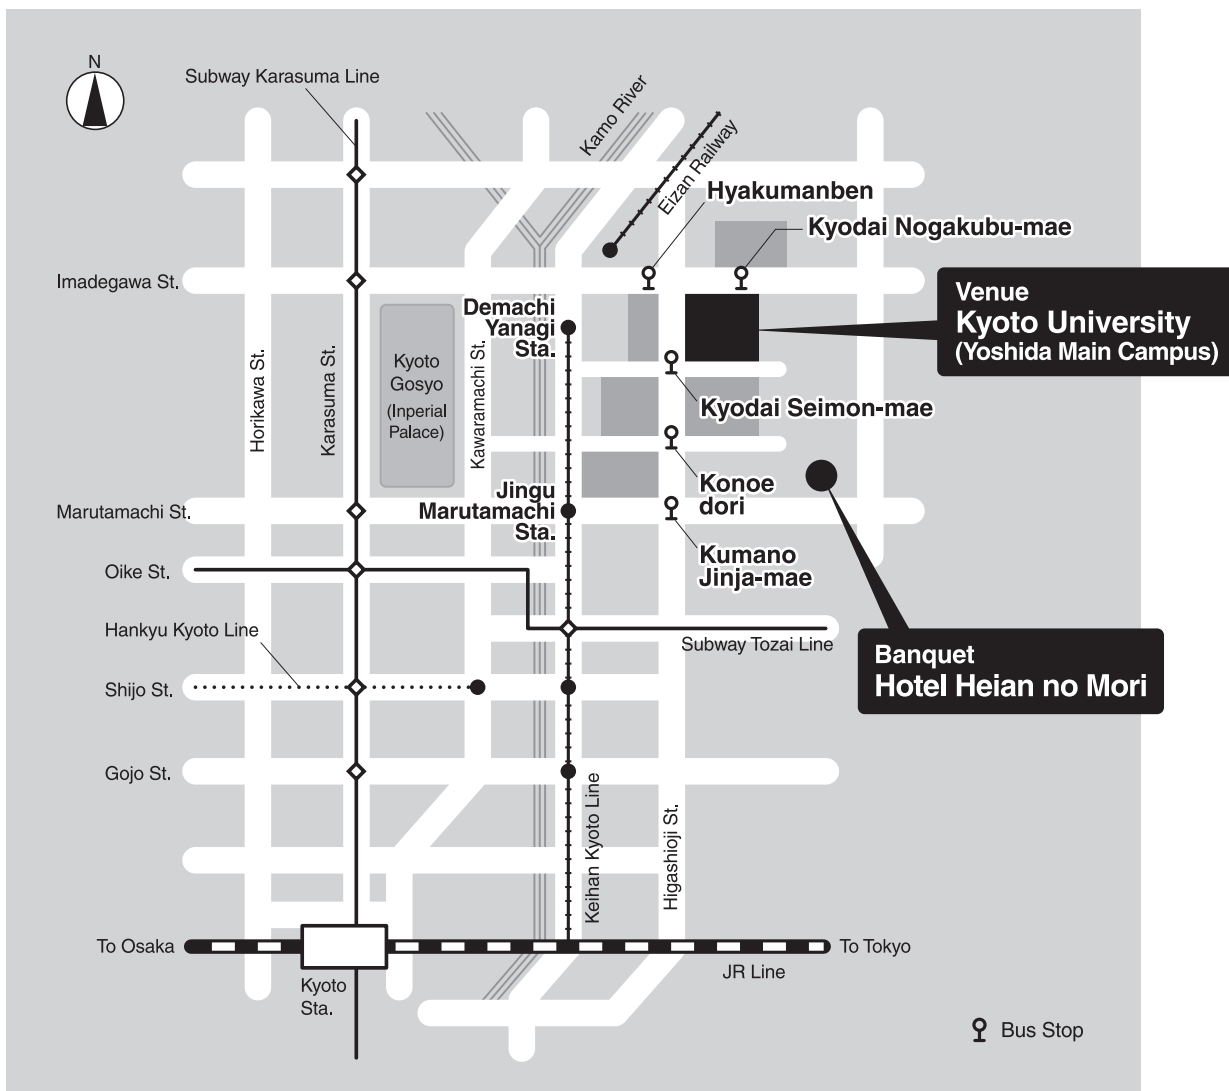 N
Subway Karasuma Line
Kamo River
Eizan Railway
Hyakumanben
Kyodai Nogakubu-mae
Imadegawa St.
Venue
Kyoto University
(Yoshida Main Campus)
Demachi
Yanagi
Sta.
Kyoto
Gosyo
(Inperial
Palace)
Horikawa St.
Karasuma St.
Kawaramachi St.
Kyodai Seimon-mae
Konoe
dori
Jingu
Marutamachi
Sta.
Marutamachi St.
Kumano
Jinja-mae
Oike St.
Hankyu Kyoto Line
Subway Tozai Line
Banquet
Hotel Heian no Mori
Shijo St.
Gojo St.
Keihan Kyoto Line
Higashioji St.
To Osaka
To Tokyo
JR Line
Kyoto
Sta.
Bus Stop